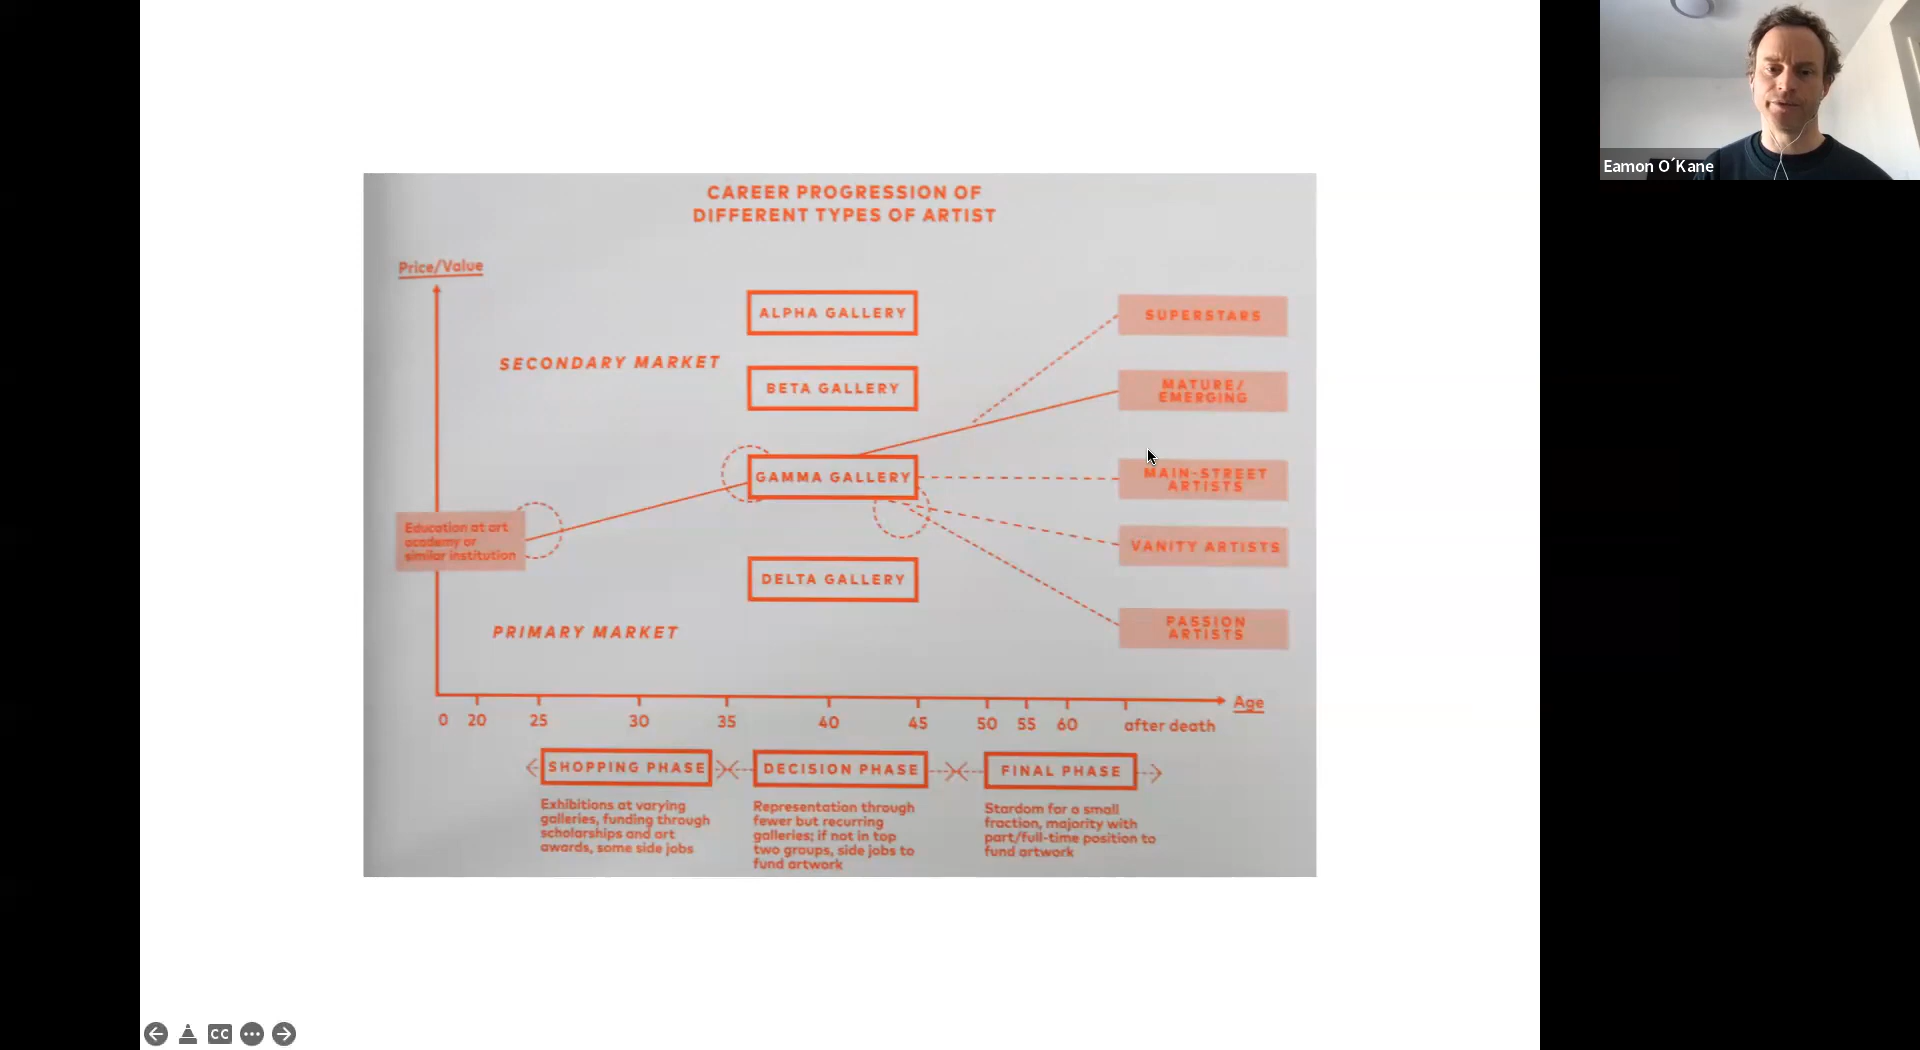 Eamon O´Kane
CAREER PROGRESSION OF
DIFFERENT TYPES OF ARTIST
Price/Value
ALPHA GALLERY
SUPERSTARS
SECONDARY MARKET
BETA GALLERY
MATURE/
EMERGING
GAMMA GALLERY
MAIN-STREET
ARTISTS
Education at art
academy or
similar institution
VANITY ARTISTS
DELTA GALLERY
PRIMARY MARKET
PASSION
ARTISTS
Age
0 20 25 30 35 40 45 50 55 60 after death
SHOPPING PHASE
Exhibitions at varying
galleries, funding through
scholarships and art
awards, some side jobs
DECISION PHASE
Representation through
fewer but recurring
galleries; if not in top
two groups, side jobs to
fund artwork
FINAL PHASE
Stardom for a small
fraction, majority with
part/full-time position to
fund artwork
CC